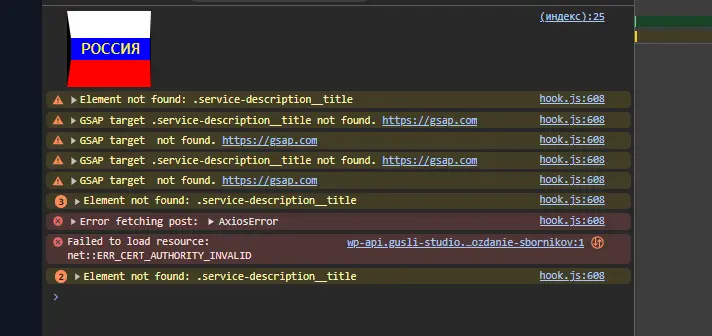 (индекс):25
РОССИЯ
Element not found: .service-description__title hook.js:608
GSAP target .service-description__title not found. https://gsap.com hook.js:608
GSAP target  not found. https://gsap.com hook.js:608
GSAP target .service-description__title not found. https://gsap.com hook.js:608
GSAP target  not found. https://gsap.com hook.js:608
3 Element not found: .service-description__title hook.js:608
Error fetching post: AxiosError hook.js:608
Failed to load resource: wp-api.gusli-studio.…ozdanie-sbornikov:1
net::ERR_CERT_AUTHORITY_INVALID
2 Element not found: .service-description__title hook.js:608